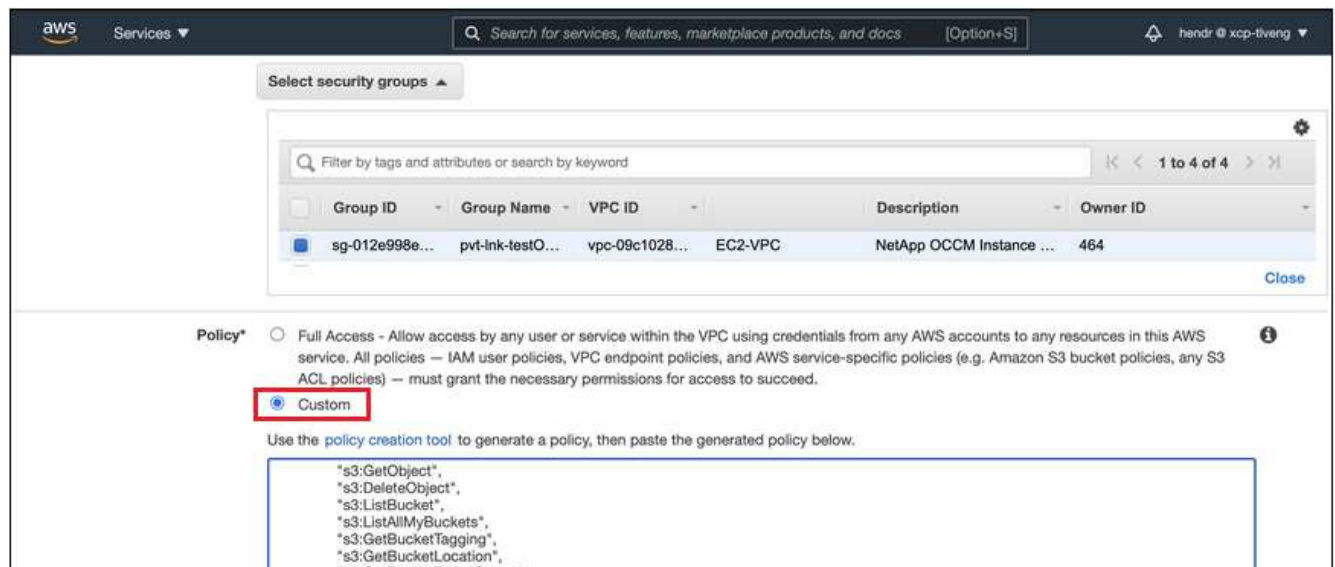 aws Services ▼ Search for services, features, marketplace products, and docs [Option+S] hendr @ xcp-tlveng ▼
Select security groups ▲
Filter by tags and attributes or search by keyword 1 to 4 of 4
Group ID Group Name VPC ID Description Owner ID
sg-012e998e... pvt-lnk-testO... vpc-09c1028... EC2-VPC NetApp OCCM Instance ... 464
Close
Policy* Full Access - Allow access by any user or service within the VPC using credentials from any AWS accounts to any resources in this AWS
service. All policies — IAM user policies, VPC endpoint policies, and AWS service-specific policies (e.g. Amazon S3 bucket policies, any S3
ACL policies) — must grant the necessary permissions for access to succeed.
Custom
Use the policy creation tool to generate a policy, then paste the generated policy below.
"s3:GetObject",
"s3:DeleteObject",
"s3:ListBucket",
"s3:ListAllMyBuckets",
"s3:GetBucketTagging",
"s3:GetBucketLocation",